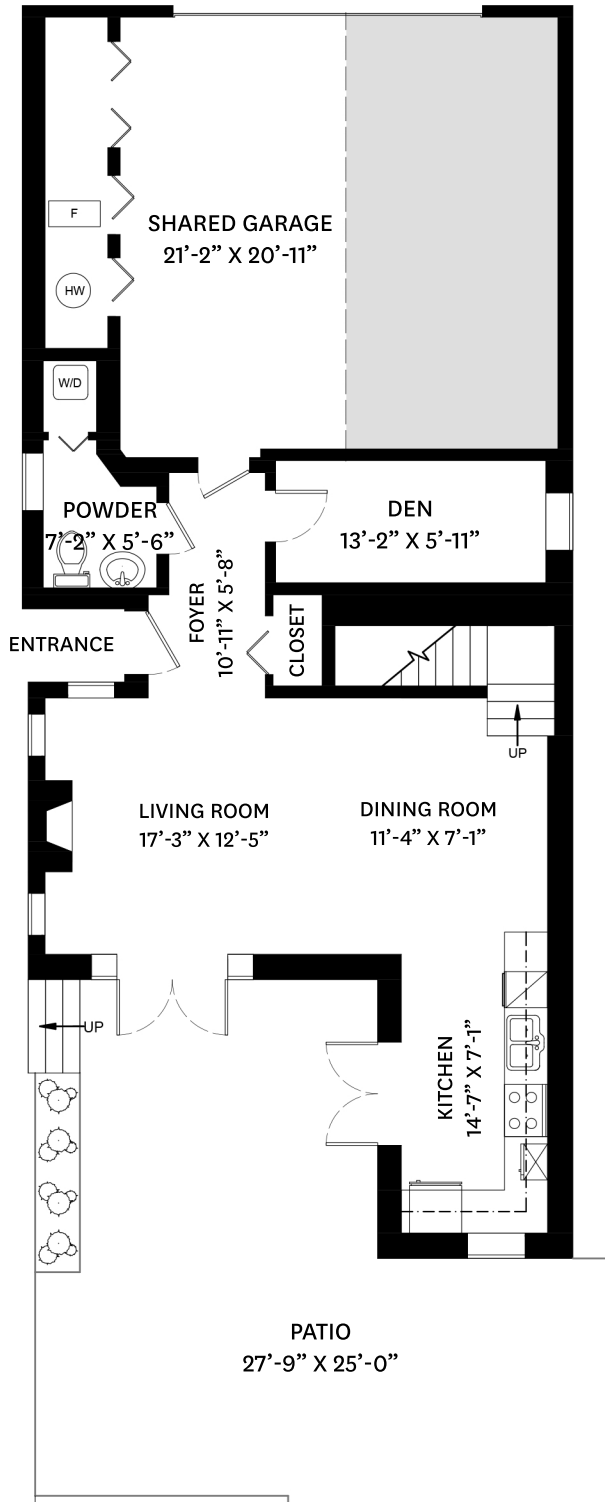 F
SHARED GARAGE
21’-2” X 20’-11”
HW
W/D
POWDER
7’-2” X 5’-6”
DEN
13’-2” X 5’-11”
FOYER
10’-11” X 5’-8”
CLOSET
ENTRANCE
UP
LIVING ROOM
17’-3” X 12’-5”
DINING ROOM
11’-4” X 7’-1”
UP
KITCHEN
14’-7” X 7’-1”
PATIO
27’-9” X 25’-0”